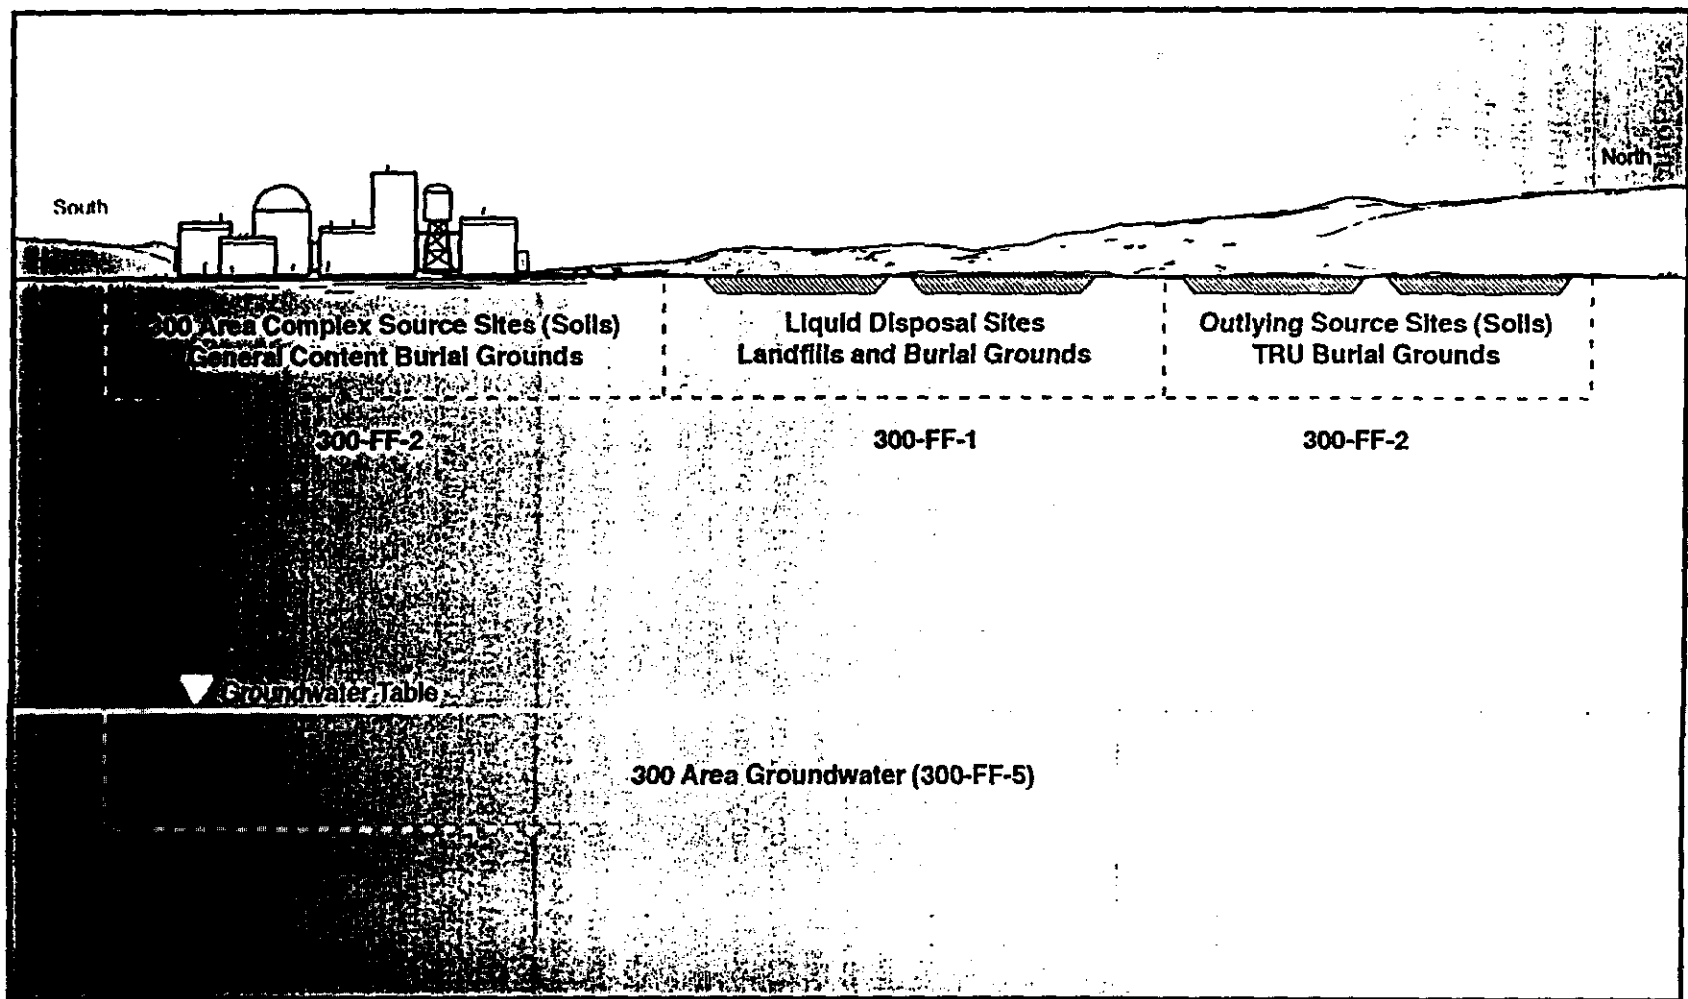 North
South
300 Area Complex Source Sites (Soils)
General Content Burial Grounds
Liquid Disposal Sites
Landfills and Burial Grounds
Outlying Source Sites (Soils)
TRU Burial Grounds
300-FF-2
300-FF-1
300-FF-2
Groundwater Table
300 Area Groundwater (300-FF-5)